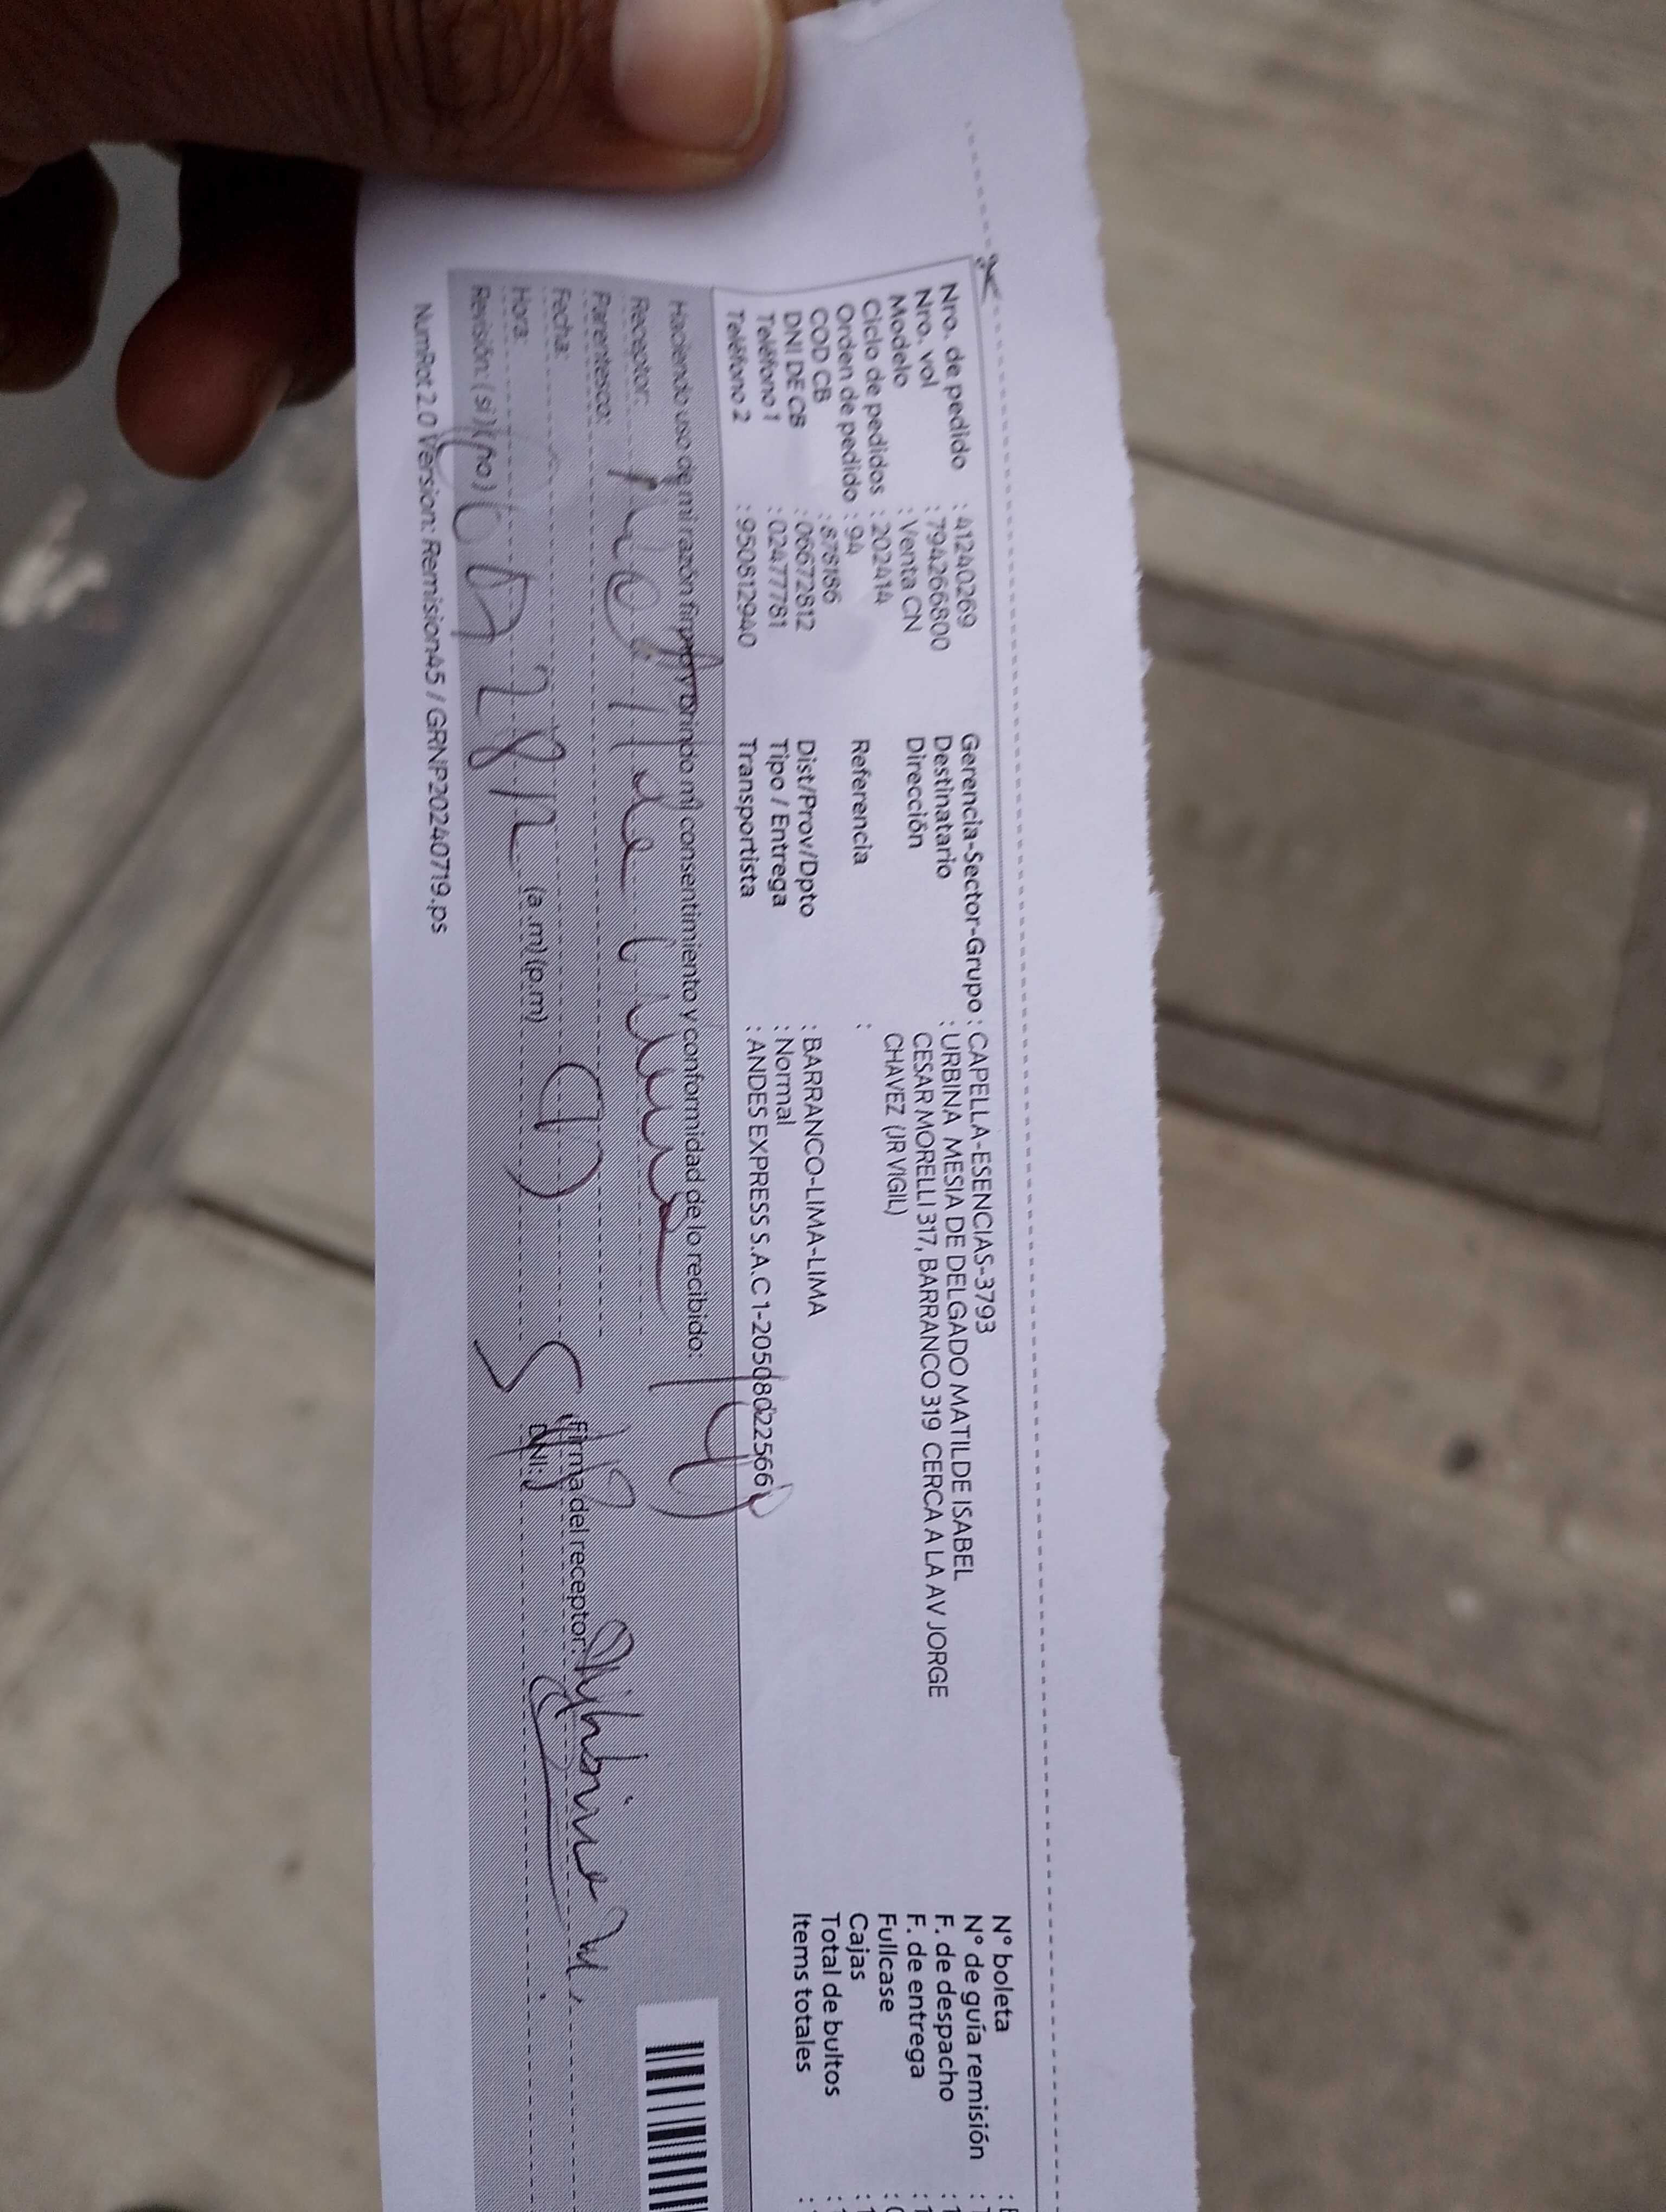 Nro. de pedido : 41240269
Nro. vol : 794266800
Modelo : Venta CN
Ciclo de pedidos : 202414
Orden de pedido : 94
COD CB : 878186
DNI DE CB : 06672812
Teléfono 1 : 02477781
Teléfono 2 : 950812940
Gerencia-Sector-Grupo : CAPELLA-ESENCIAS-3793
Destinatario : URBINA MESIA DE DELGADO MATILDE ISABEL
Dirección CESAR MORELLI 317, BARRANCO 319 CERCA A LA AV JORGE
CHAVEZ (JR VIGIL)
Referencia :
Dist/Prov/Dpto : BARRANCO-LIMA-LIMA
Tipo / Entrega : Normal
Transportista : ANDES EXPRESS S.A.C 1-20508022566
N° boleta :
N° de guía remisión :
F. de despacho :
F. de entrega :
Fullcase :
Cajas :
Total de bultos :
Items totales :
Haciendo uso de mi razón firmo y brindo mi consentimiento y conformidad de lo recibido:
Receptor:
Parentesco:
Fecha:
Hora: (a.m) (p.m)
Revisión: (si) (no)
(Firma del receptor:
DNI:
NumRot 2.0 Version: Remision45 / GRNP20240719.ps